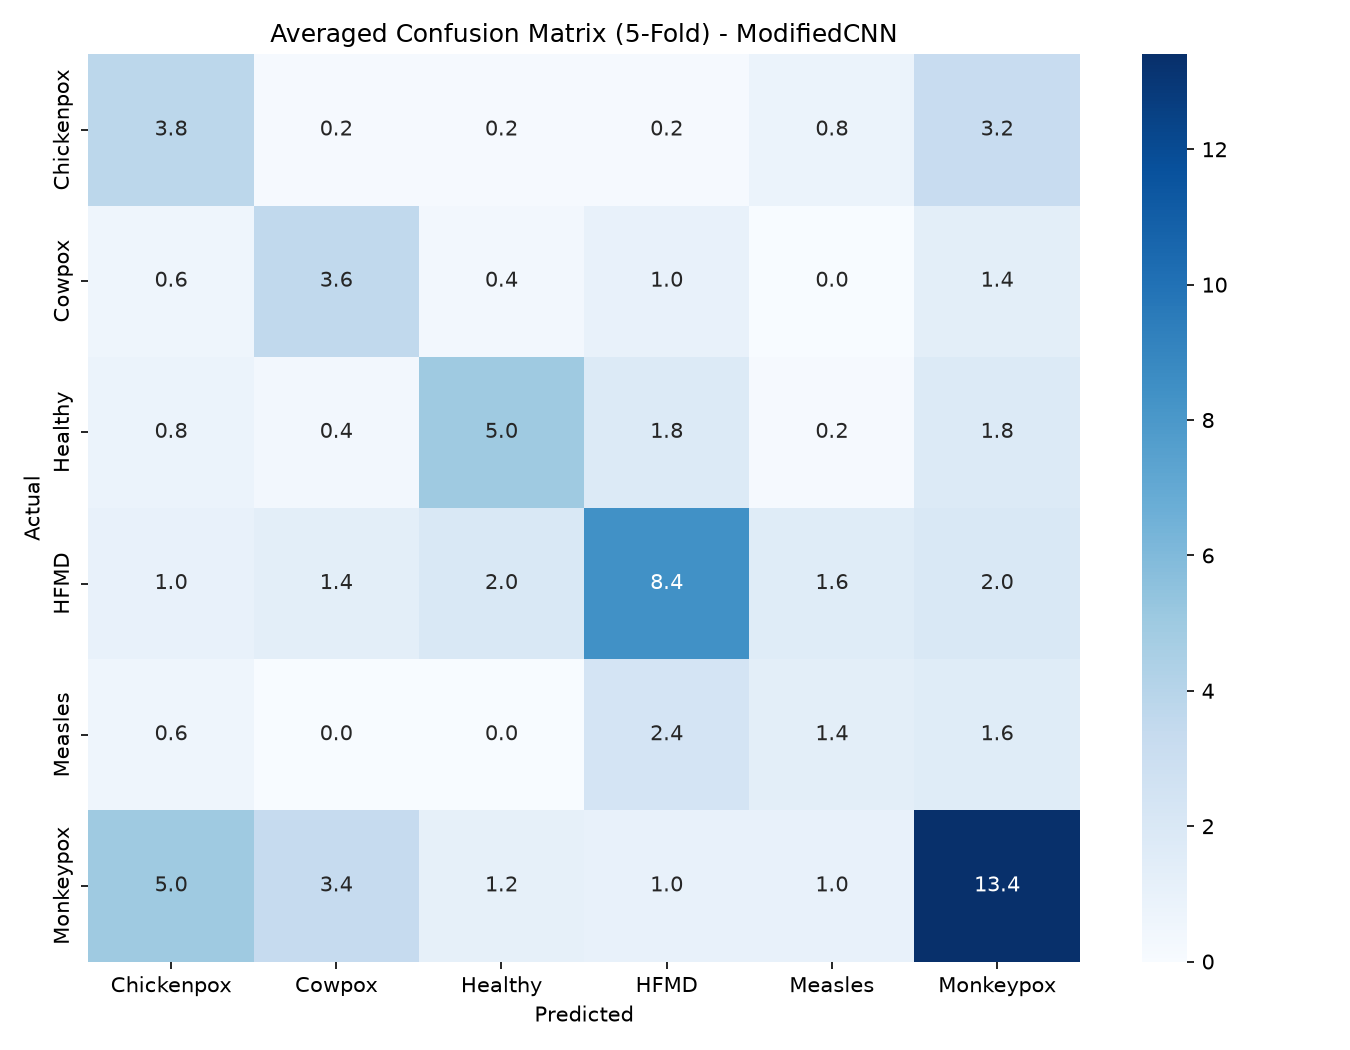 Averaged Confusion Matrix (5-Fold) - ModifiedCNN
Chickenpox 3.8 0.2 0.2 0.2 0.8 3.2
Cowpox 0.6 3.6 0.4 1.0 0.0 1.4
Healthy 0.8 0.4 5.0 1.8 0.2 1.8
HFMD 1.0 1.4 2.0 8.4 1.6 2.0
Measles 0.6 0.0 0.0 2.4 1.4 1.6
Monkeypox 5.0 3.4 1.2 1.0 1.0 13.4
Actual
Chickenpox Cowpox Healthy HFMD Measles Monkeypox
Predicted
12
10
8
6
4
2
0